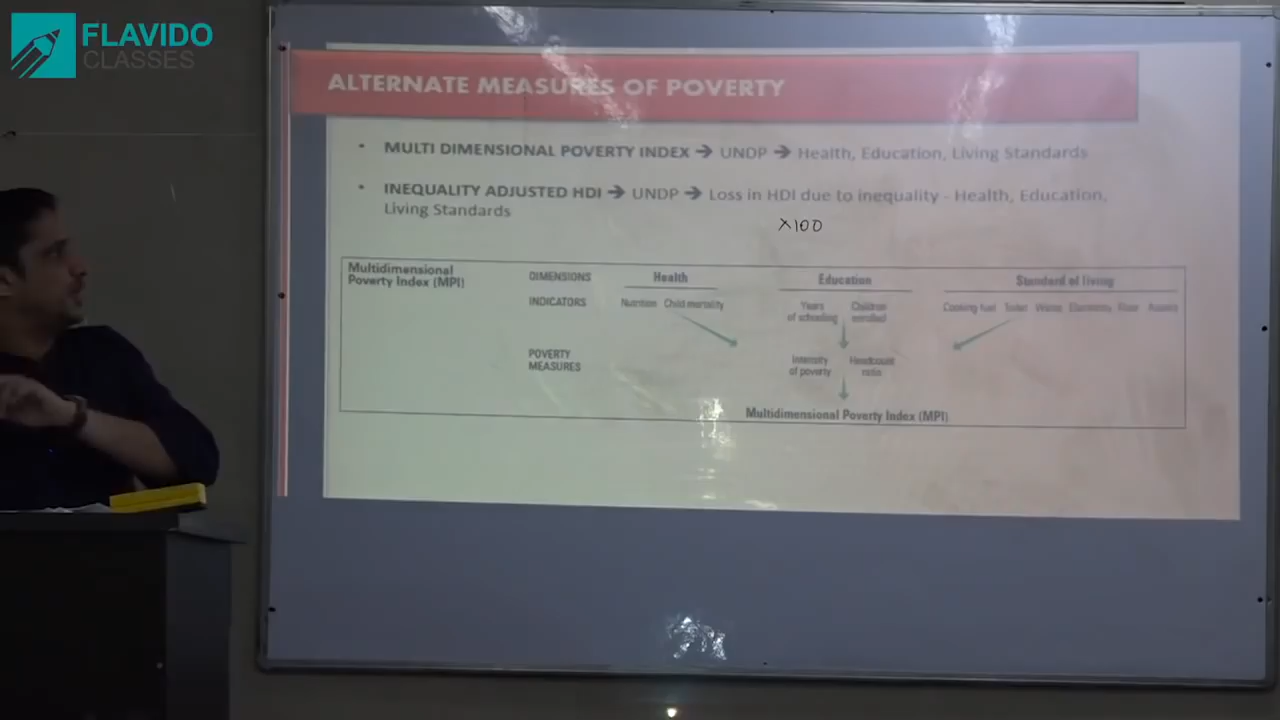 FLAVIDO
CLASSES
ALTERNATE MEASURES OF POVERTY
• MULTI DIMENSIONAL POVERTY INDEX → UNDP → Health, Education, Living Standards
• INEQUALITY ADJUSTED HDI → UNDP → Loss in HDI due to inequality - Health, Education,
Living Standards
×100
Multidimensional
Poverty Index (MPI)
DIMENSIONS Health Education Standard of living
INDICATORS Nutrition Child mortality Years of schooling Children enrolled Cooking fuel Toilet Water Electricity Floor Assets
POVERTY
MEASURES
Intensity of poverty Headcount ratio
Multidimensional Poverty Index (MPI)